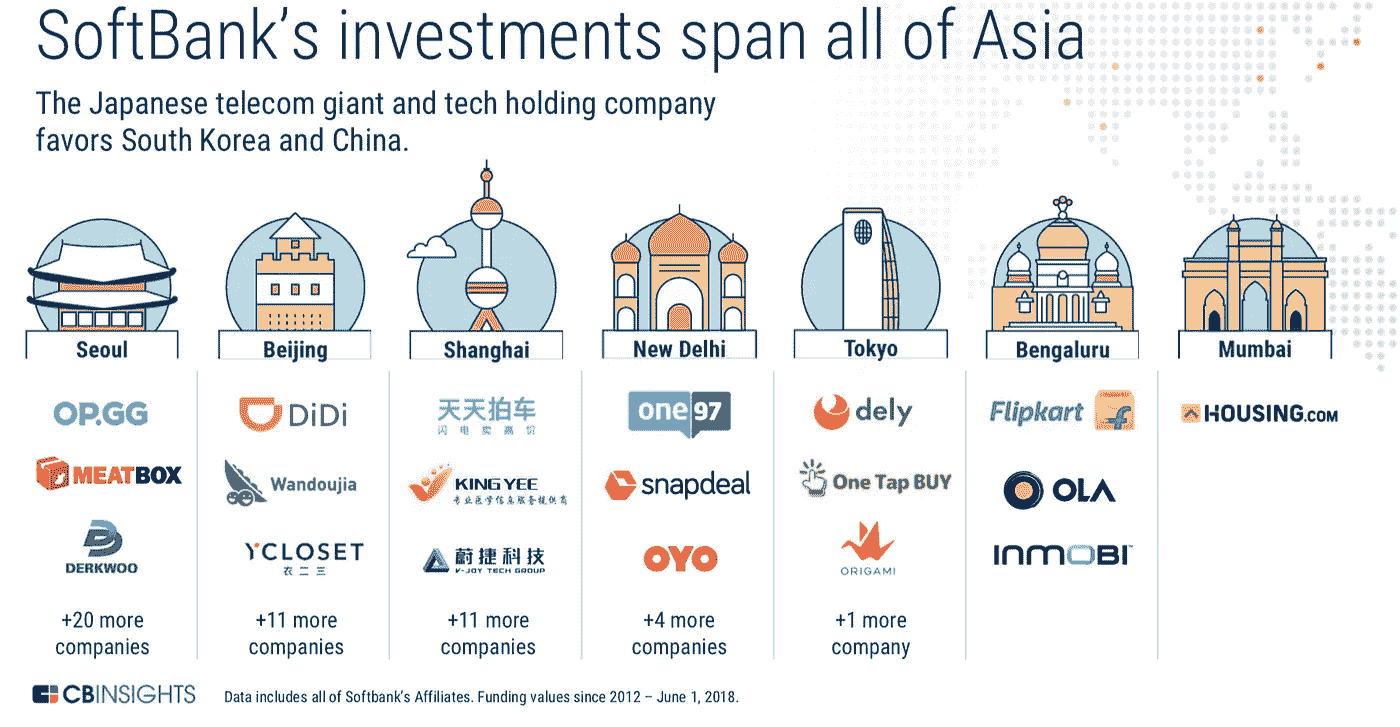 SoftBank's investments span all of Asia
The Japanese telecom giant and tech holding company
favors South Korea and China.
Seoul
Beijing
Shanghai
New Delhi
Tokyo
Bengaluru
Mumbai
OP.GG
MEATBOX
DERKWOO
+20 more
companies
DiDi
Wandoujia
YCLOSET
衣二三
+11 more
companies
天天拍车
闪电卖高价
KING YEE
专业医学信息服务提供商
蔚捷科技
V-JOY TECH GROUP
+11 more
companies
one97
snapdeal
OYO
+4 more
companies
dely
One Tap BUY
ORIGAMI
+1 more
company
Flipkart
OLA
INMOBI
HOUSING.COM
CBINSIGHTS
Data includes all of Softbank's Affiliates. Funding values since 2012 – June 1, 2018.